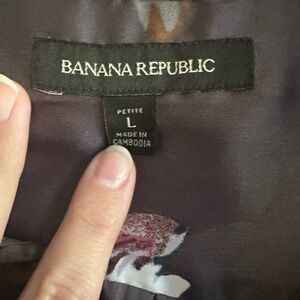 BANANA REPUBLIC
PETITE
L
MADE IN
CAMBODIA